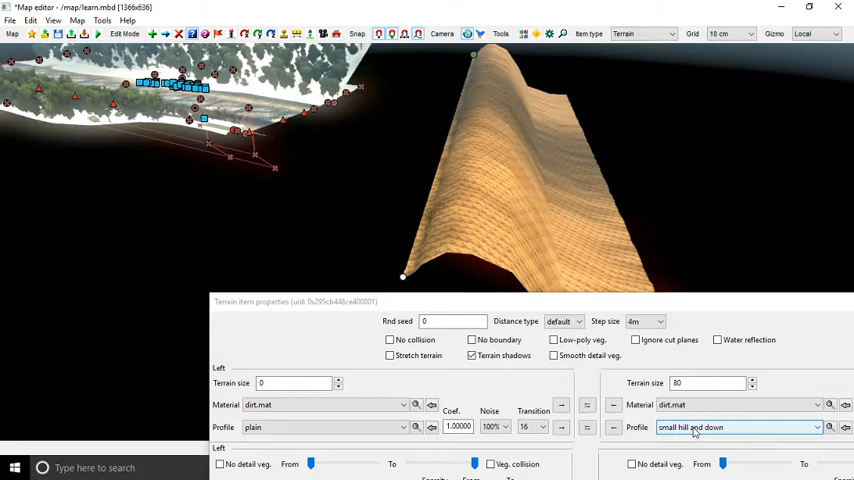 *Map editor - /map/learn.mbd [1366x636]
File Edit View Map Tools Help
Map Edit Mode Snap Camera Item type Terrain Grid 10 cm Gizmo Local
Terrain item properties (uid: 0x295cb448ce400001)
Rnd seed 0 Distance type default Step size 4m
No collision No boundary Low-poly veg. Ignore cut planes Water reflection
Stretch terrain Terrain shadows Smooth detail veg.
Left
Terrain size 0 Terrain size 80
Material dirt.mat Coef. Noise Transition Material dirt.mat
Profile plain 1.00000 100% 16 Profile small hill and down
Left
No detail veg. From To Veg. collision No detail veg. From To
Type here to search